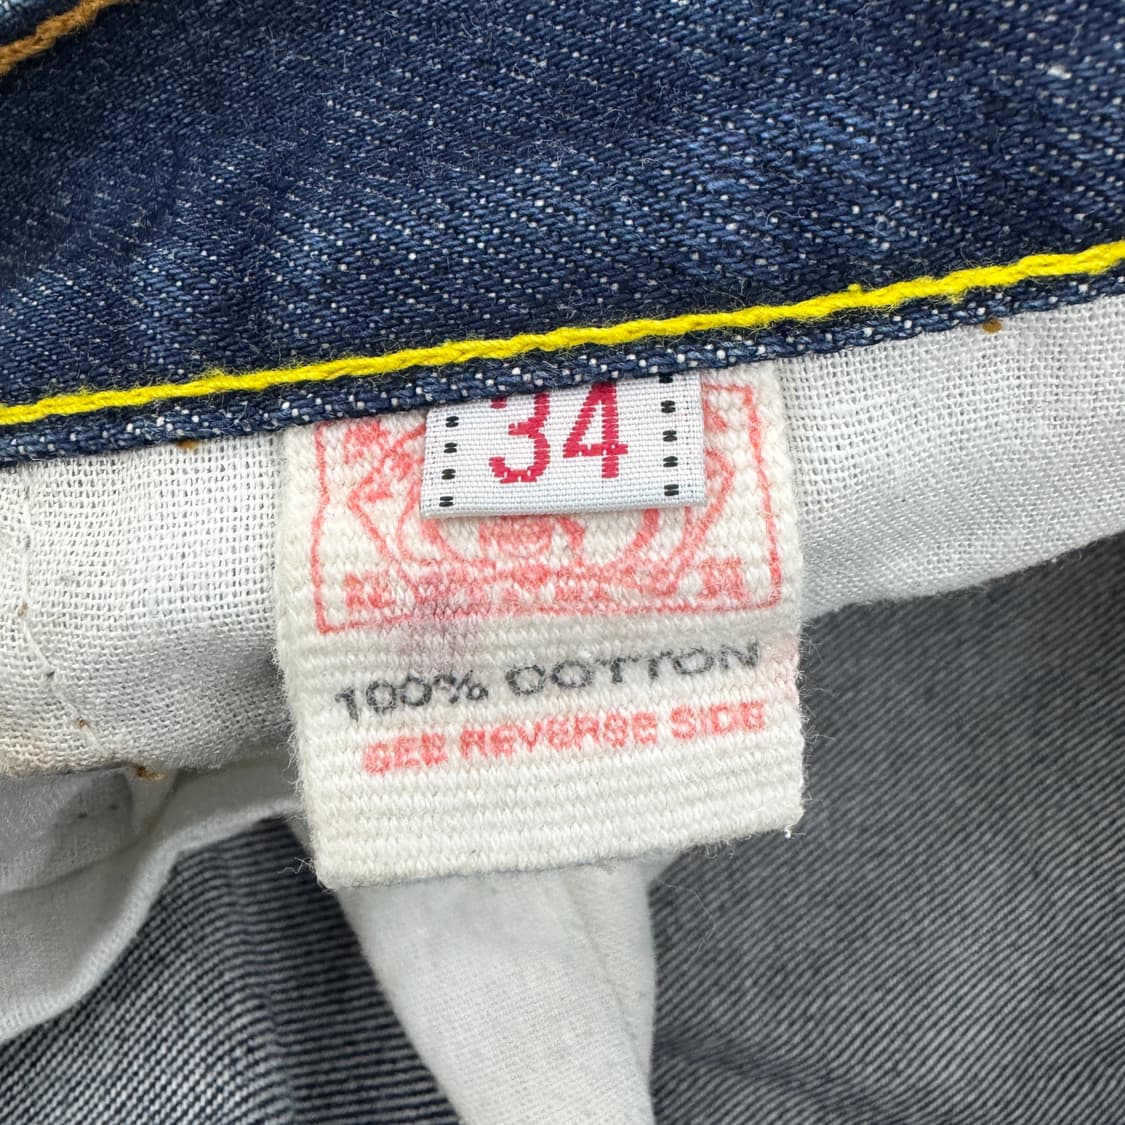 34
100% COTTON
SEE REVERSE SIDE